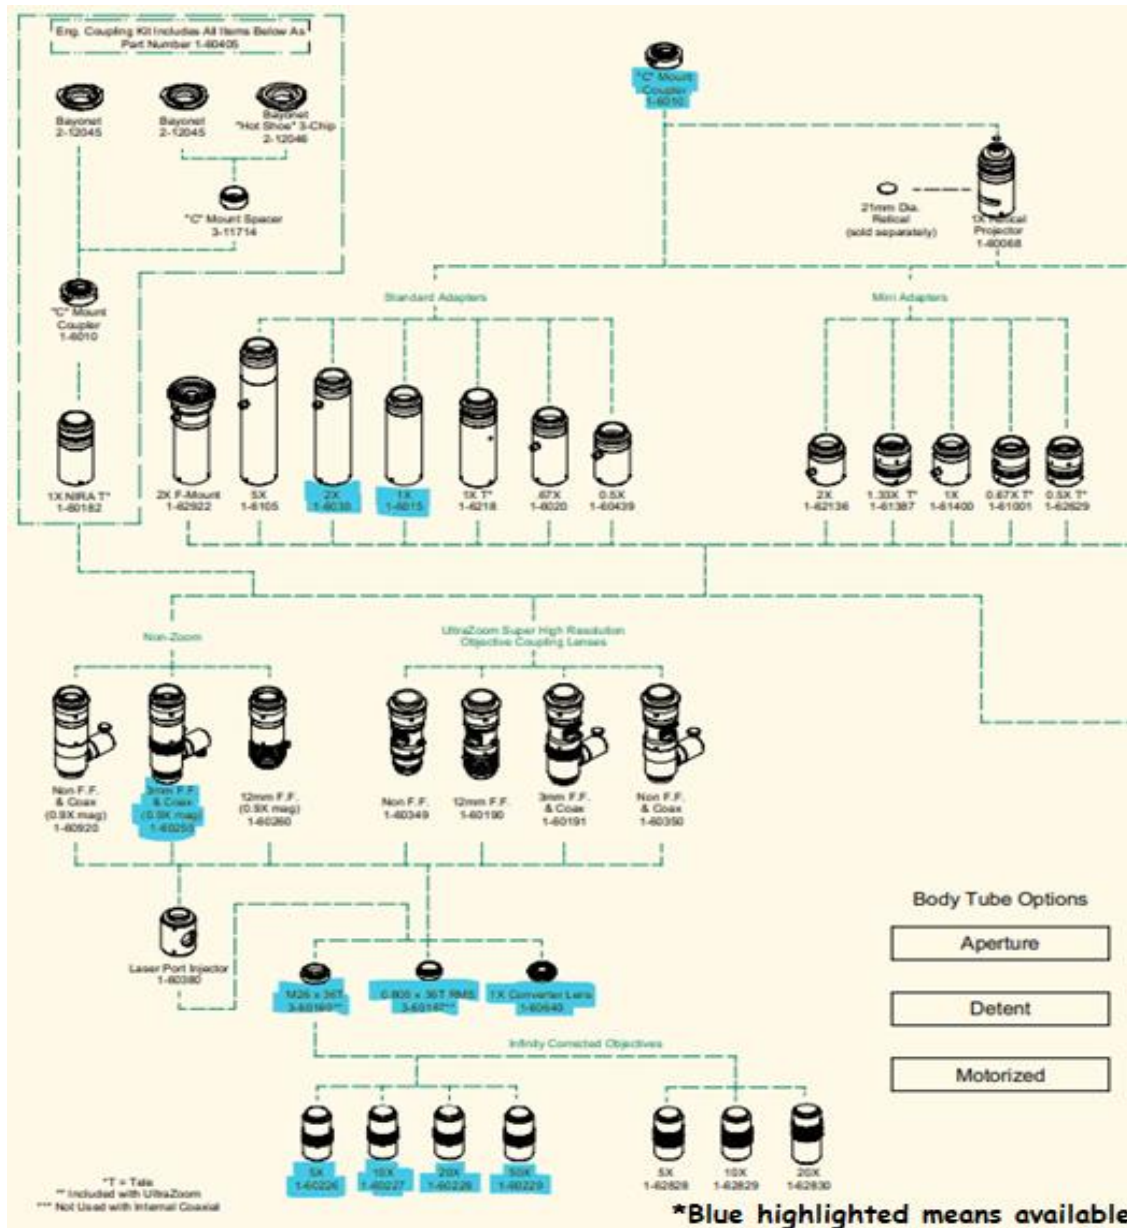 Eng. Coupling Kit Includes All Items Below As
Part Number 1-60405
Bayonet
2-12045
Bayonet
2-12045
Bayonet
"Hot Shoe" 3-Chip
2-12046
"C" Mount Spacer
3-11714
"C" Mount
Coupler
1-6010
1X NIRA T*
1-60182
"C" Mount
Coupler
1-6010
21mm Dia.
Retical
(sold separately)
1X Retical
Projector
1-60068
Standard Adapters
Mini Adapters
2X F-Mount
1-62922
5X
1-6105
2X
1-6030
1X
1-6015
1X T*
1-6218
.67X
1-6020
0.5X
1-60439
2X
1-62136
1.33X T*
1-61387
1X
1-61400
0.67X T*
1-61001
0.5X T*
1-62629
Non-Zoom
UltraZoom Super High Resolution
Objective Coupling Lenses
Non F.F.
& Coax
(0.9X mag)
1-60920
3mm F.F.
& Coax
(0.9X mag)
1-60255
12mm F.F.
(0.9X mag)
1-60260
Non F.F.
1-60349
12mm F.F.
1-60190
3mm F.F.
& Coax
1-60191
Non F.F.
& Coax
1-60350
Laser Port Injector
1-60380
M26 x 36T
0.800 x 36T RMS
1X Converter Lens
1-60640
Infinity Corrected Objectives
5X
1-60226
10X
1-60227
20X
1-60228
50X
1-60229
5X
1-62828
10X
1-62829
20X
1-62830
Body Tube Options
Aperture
Detent
Motorized
*T = Tele
** Included with UltraZoom
*** Not Used with Internal Coaxial
*Blue highlighted means available